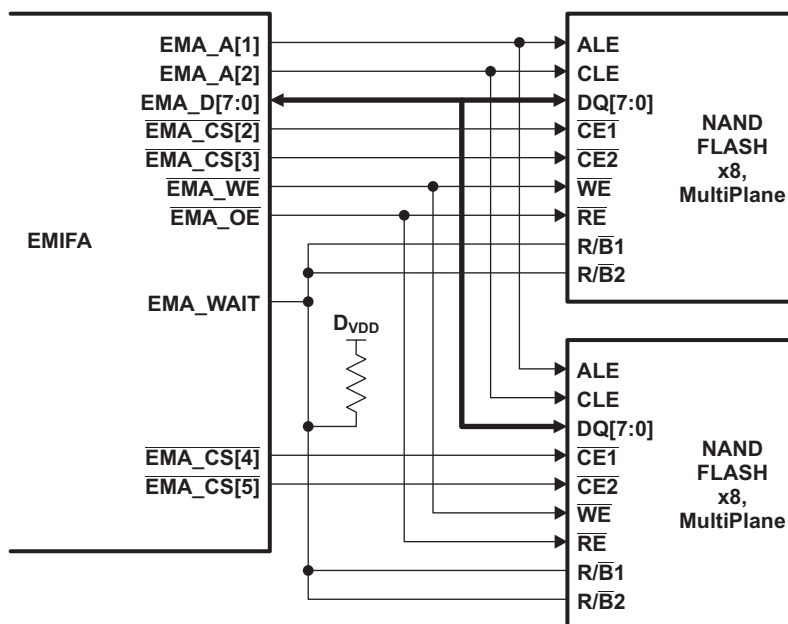 EMIFA
EMA_A[1]
EMA_A[2]
EMA_D[7:0]
EMA_CS[2]
EMA_CS[3]
EMA_WE
EMA_OE
EMA_WAIT
EMA_CS[4]
EMA_CS[5]
DVDD
ALE
CLE
DQ[7:0]
CE1
CE2
WE
RE
R/B1
R/B2
NAND
FLASH
x8,
MultiPlane
ALE
CLE
DQ[7:0]
CE1
CE2
WE
RE
R/B1
R/B2
NAND
FLASH
x8,
MultiPlane